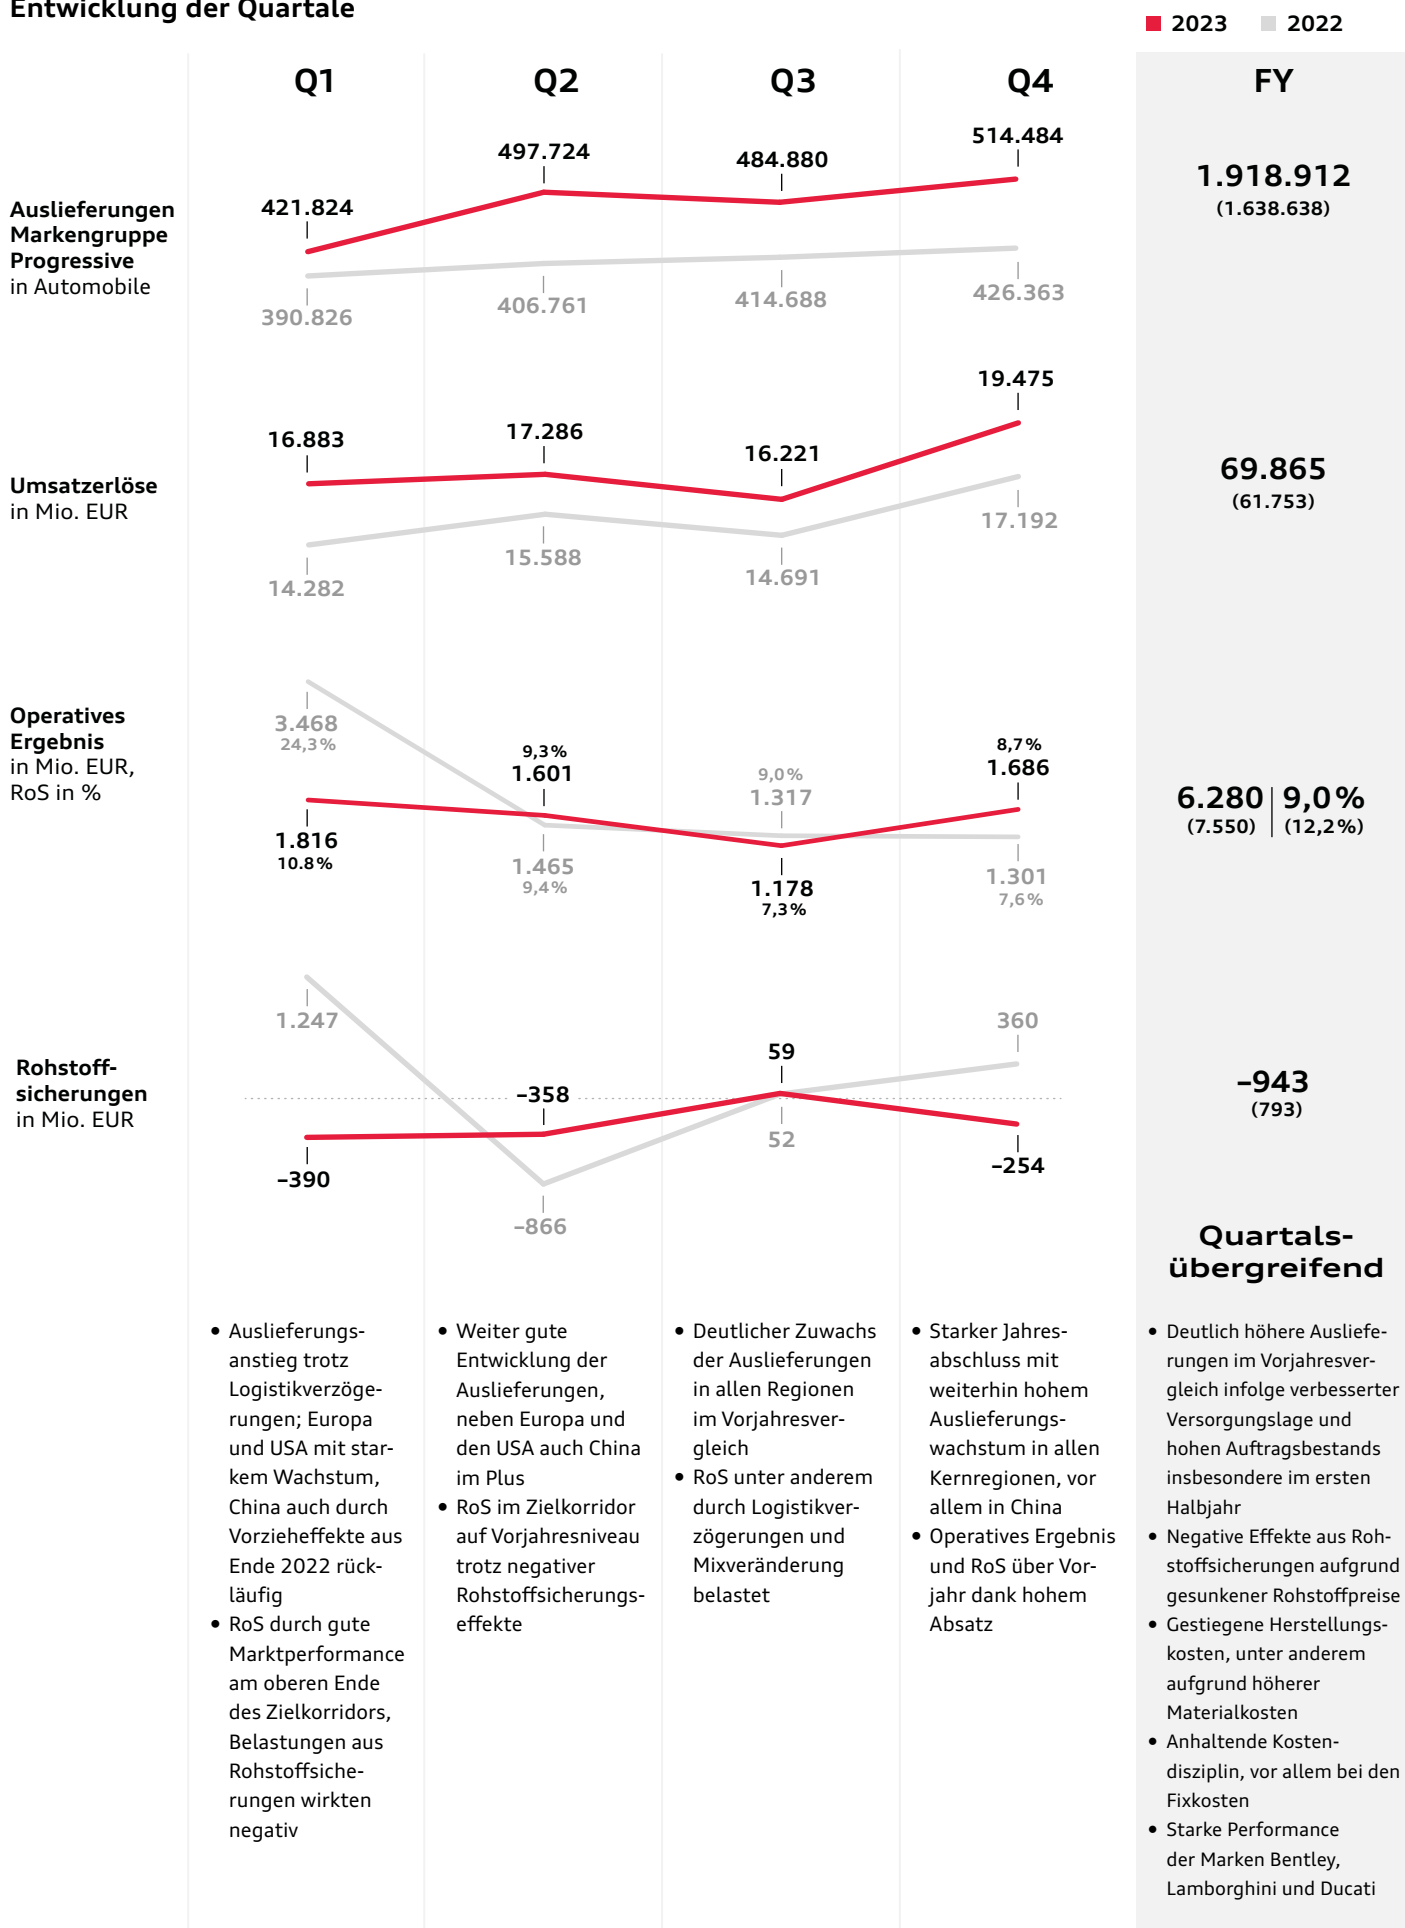 Entwicklung der Quartale
2023
2022
Q1
Q2
Q3
Q4
FY
Auslieferungen
Markengruppe
Progressive
in Automobile
421.824
497.724
484.880
514.484
390.826
406.761
414.688
426.363
1.918.912
(1.638.638)
Umsatzerlöse
in Mio. EUR
16.883
17.286
16.221
19.475
14.282
15.588
14.691
17.192
69.865
(61.753)
Operatives
Ergebnis
in Mio. EUR,
RoS in %
3.468
24,3 %
1.816
10.8 %
9,3 %
1.601
1.465
9,4 %
9,0 %
1.317
1.178
7,3 %
8,7 %
1.686
1.301
7,6 %
6.280 9,0 %
(7.550) (12,2 %)
Rohstoff-
sicherungen
in Mio. EUR
1.247
–390
–358
–866
59
52
360
–254
–943
(793)
• Auslieferungs-
anstieg trotz
Logistikverzöge-
rungen; Europa
und USA mit star-
kem Wachstum,
China auch durch
Vorzieheffekte aus
Ende 2022 rück-
läufig
• RoS durch gute
Marktperformance
am oberen Ende
des Zielkorridors,
Belastungen aus
Rohstoffsiche-
rungen wirkten
negativ
• Weiter gute
Entwicklung der
Auslieferungen,
neben Europa und
den USA auch China
im Plus
• RoS im Zielkorridor
auf Vorjahresniveau
trotz negativer
Rohstoffsicherungs-
effekte
• Deutlicher Zuwachs
der Auslieferungen
in allen Regionen
im Vorjahresver-
gleich
• RoS unter anderem
durch Logistikver-
zögerungen und
Mixveränderung
belastet
• Starker Jahres-
abschluss mit
weiterhin hohem
Auslieferungs-
wachstum in allen
Kernregionen, vor
allem in China
• Operatives Ergebnis
und RoS über Vor-
jahr dank hohem
Absatz
Quartals-
übergreifend
• Deutlich höhere Ausliefe-
rungen im Vorjahresver-
gleich infolge verbesserter
Versorgungslage und
hohen Auftragsbestands
insbesondere im ersten
Halbjahr
• Negative Effekte aus Roh-
stoffsicherungen aufgrund
gesunkener Rohstoffpreise
• Gestiegene Herstellungs-
kosten, unter anderem
aufgrund höherer
Materialkosten
• Anhaltende Kosten-
disziplin, vor allem bei den
Fixkosten
• Starke Performance
der Marken Bentley,
Lamborghini und Ducati